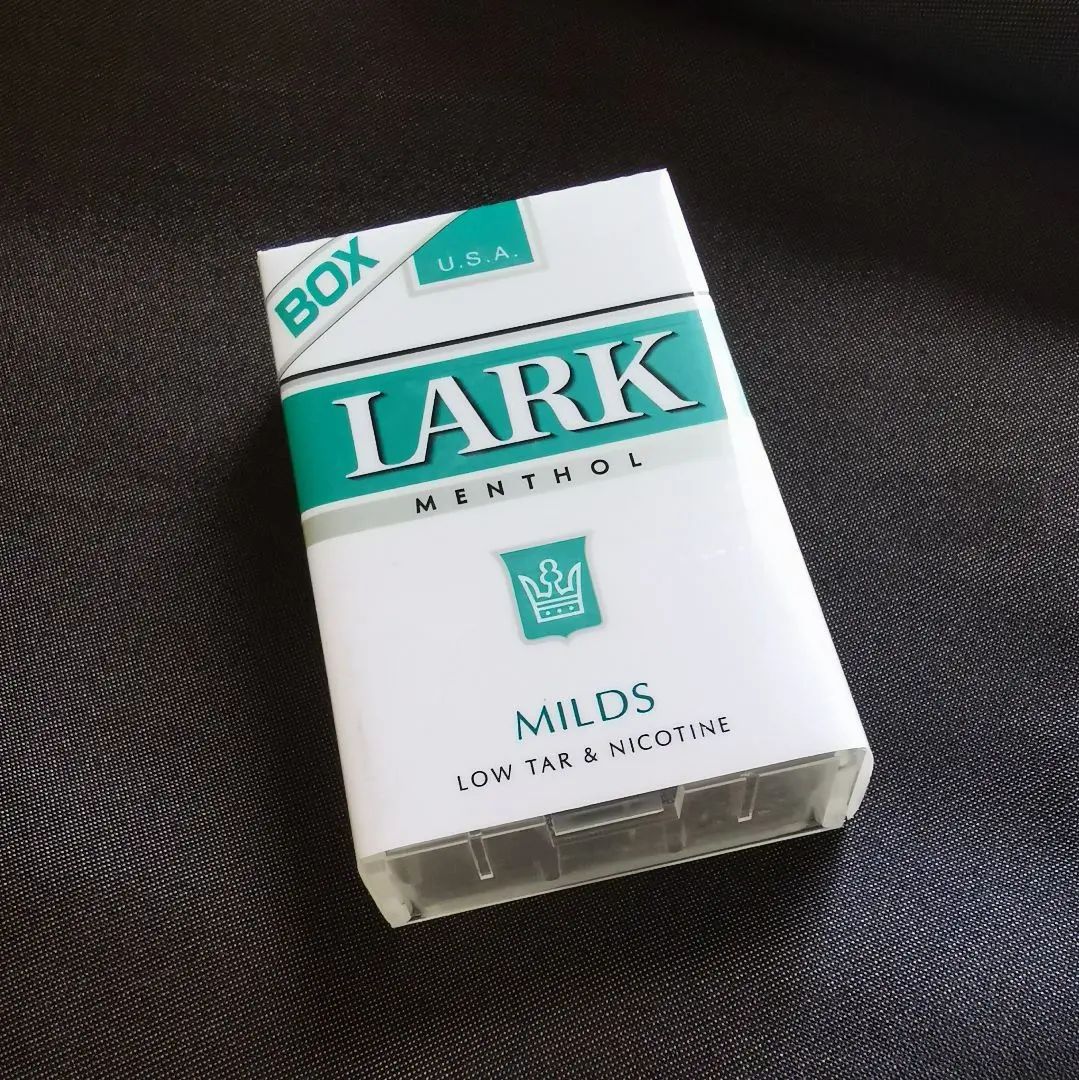 BOX
U.S.A.
LARK
MENTHOL
MILDS
LOW TAR & NICOTINE